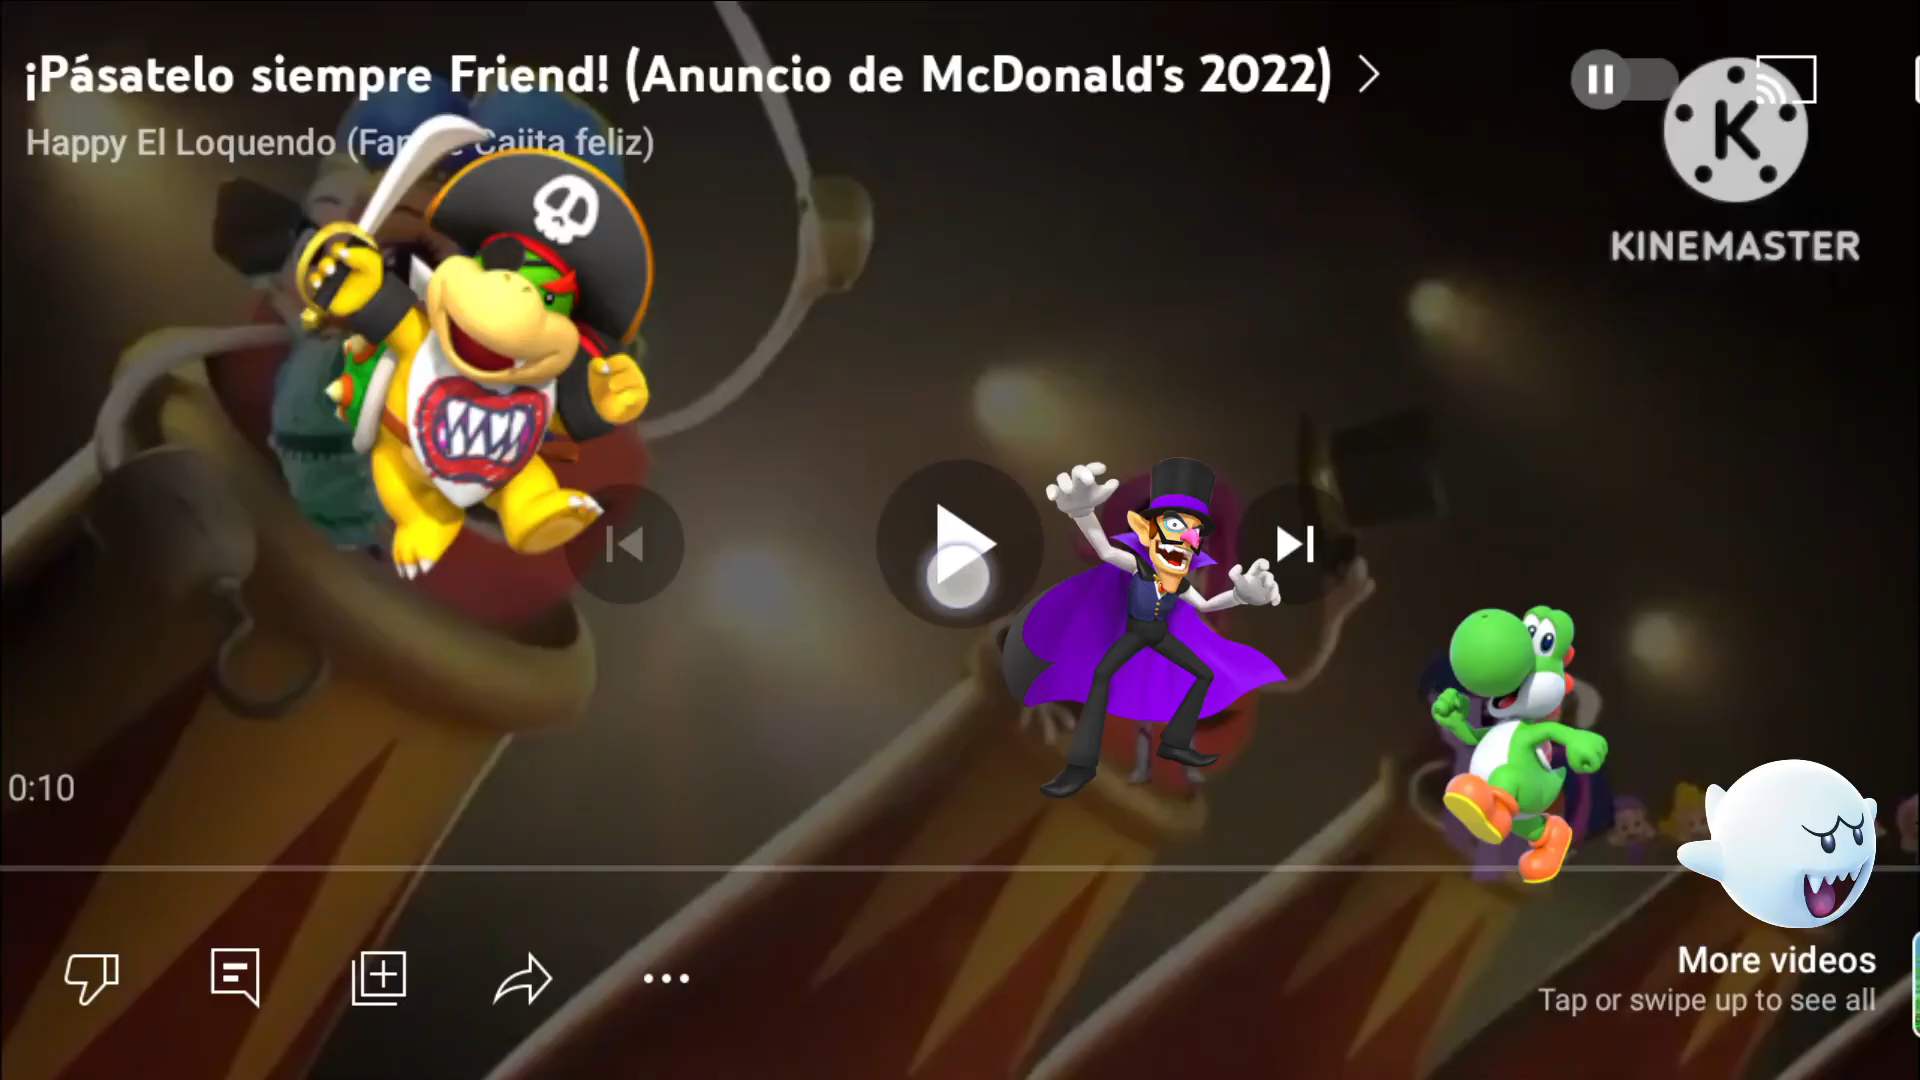 ¡Pásatelo siempre Friend! (Anuncio de McDonald's 2022)
Happy El Loquendo (Fan Cajita feliz)
K
KINEMASTER
0:10
More videos
Tap or swipe up to see all